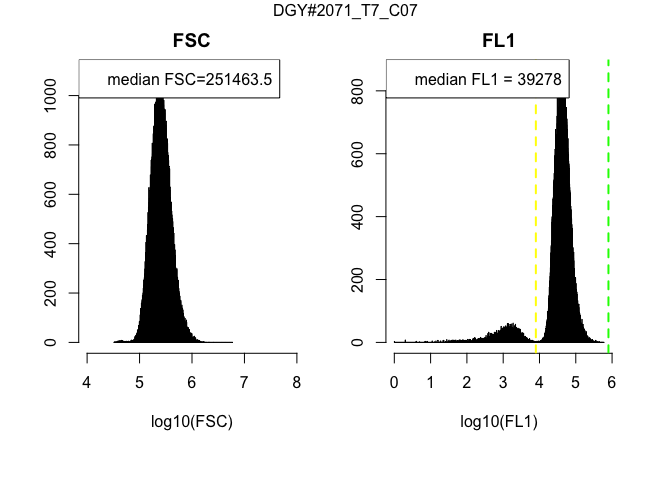 DGY#2071_T7_C07
FSC
median FSC=251463.5
0 200 400 600 800 1000
4 5 6 7 8
log10(FSC)
FL1
median FL1 = 39278
0 200 400 600 800
0 1 2 3 4 5 6
log10(FL1)